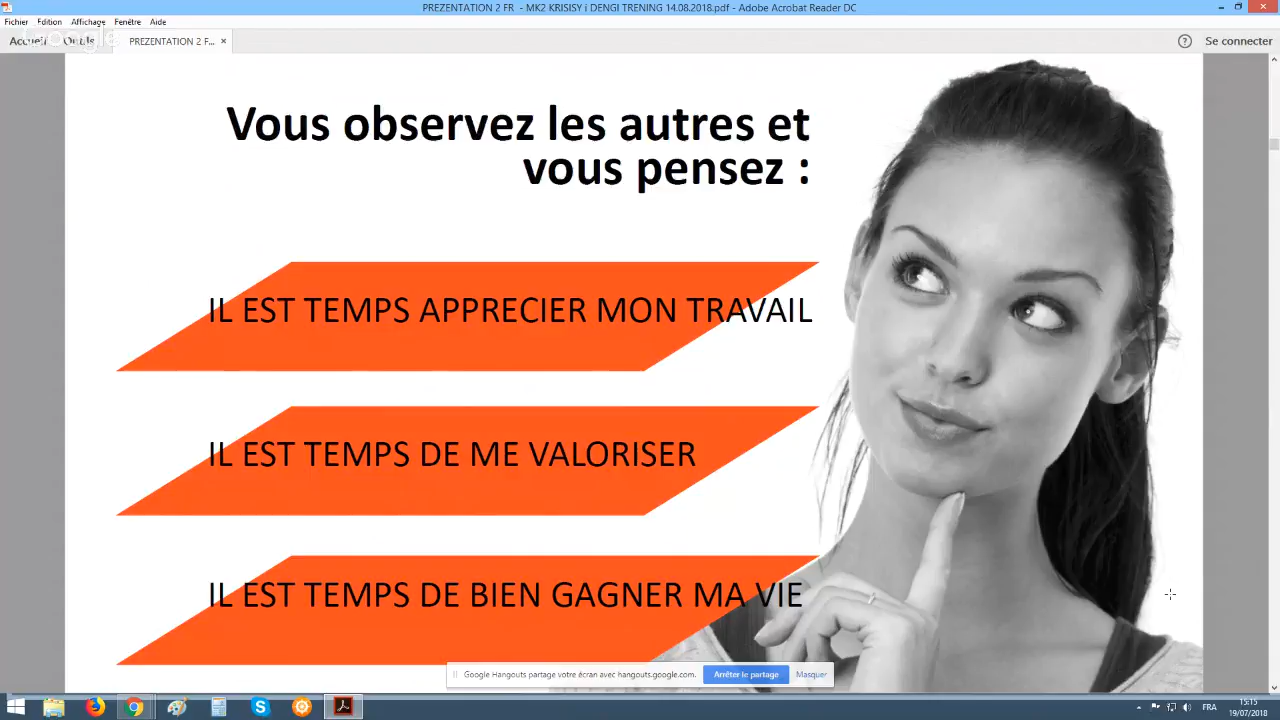 PREZENTATION 2 FR - MK2 KRISISY i DENGI TRENING 14.08.2018.pdf - Adobe Acrobat Reader DC
Fichier Edition Affichage Fenêtre Aide
Google
Accueil Outils PREZENTATION 2 F... × ? Se connecter
Vous observez les autres et
vous pensez :
IL EST TEMPS APPRECIER MON TRAVAIL
IL EST TEMPS DE ME VALORISER
IL EST TEMPS DE BIEN GAGNER MA VIE
Google Hangouts partage votre écran avec hangouts.google.com. Arrêter le partage Masquer
FRA 15:15
19/07/2018